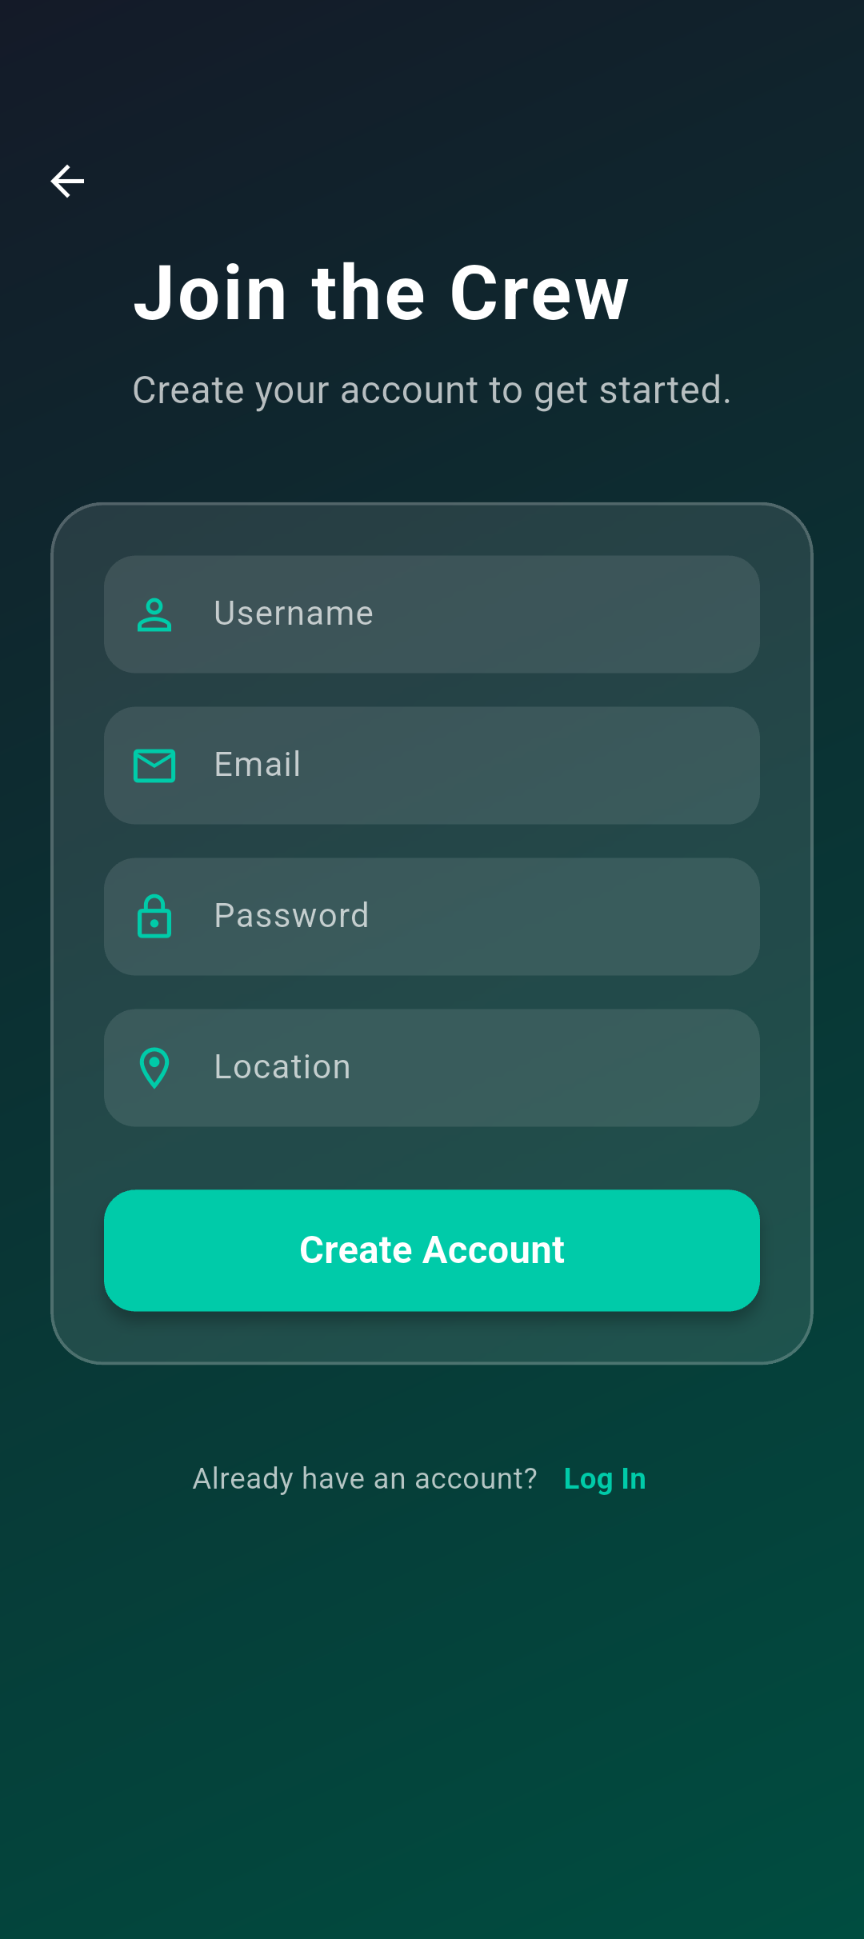 Join the Crew
Create your account to get started.
Username
Email
Password
Location
Create Account
Already have an account? Log In